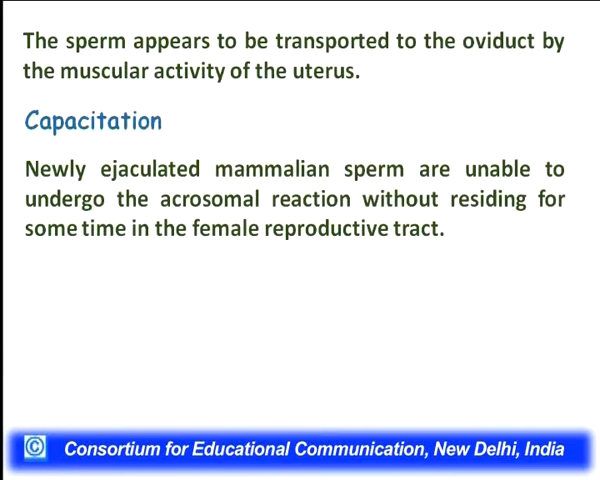 The sperm appears to be transported to the oviduct by
the muscular activity of the uterus.
Capacitation
Newly ejaculated mammalian sperm are unable to
undergo the acrosomal reaction without residing for
some time in the female reproductive tract.
© Consortium for Educational Communication, New Delhi, India